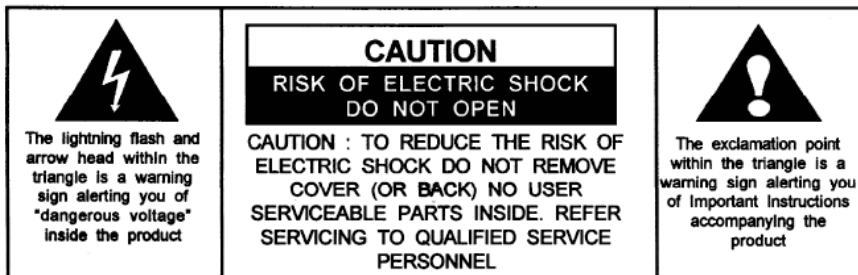 The lightning flash and
arrow head within the
triangle is a warning
sign alerting you of
"dangerous voltage"
inside the product
CAUTION
RISK OF ELECTRIC SHOCK
DO NOT OPEN
CAUTION : TO REDUCE THE RISK OF
ELECTRIC SHOCK DO NOT REMOVE
COVER (OR BACK) NO USER
SERVICEABLE PARTS INSIDE. REFER
SERVICING TO QUALIFIED SERVICE
PERSONNEL
The exclamation point
within the triangle is a
warning sign alerting you
of Important Instructions
accompanying the
product